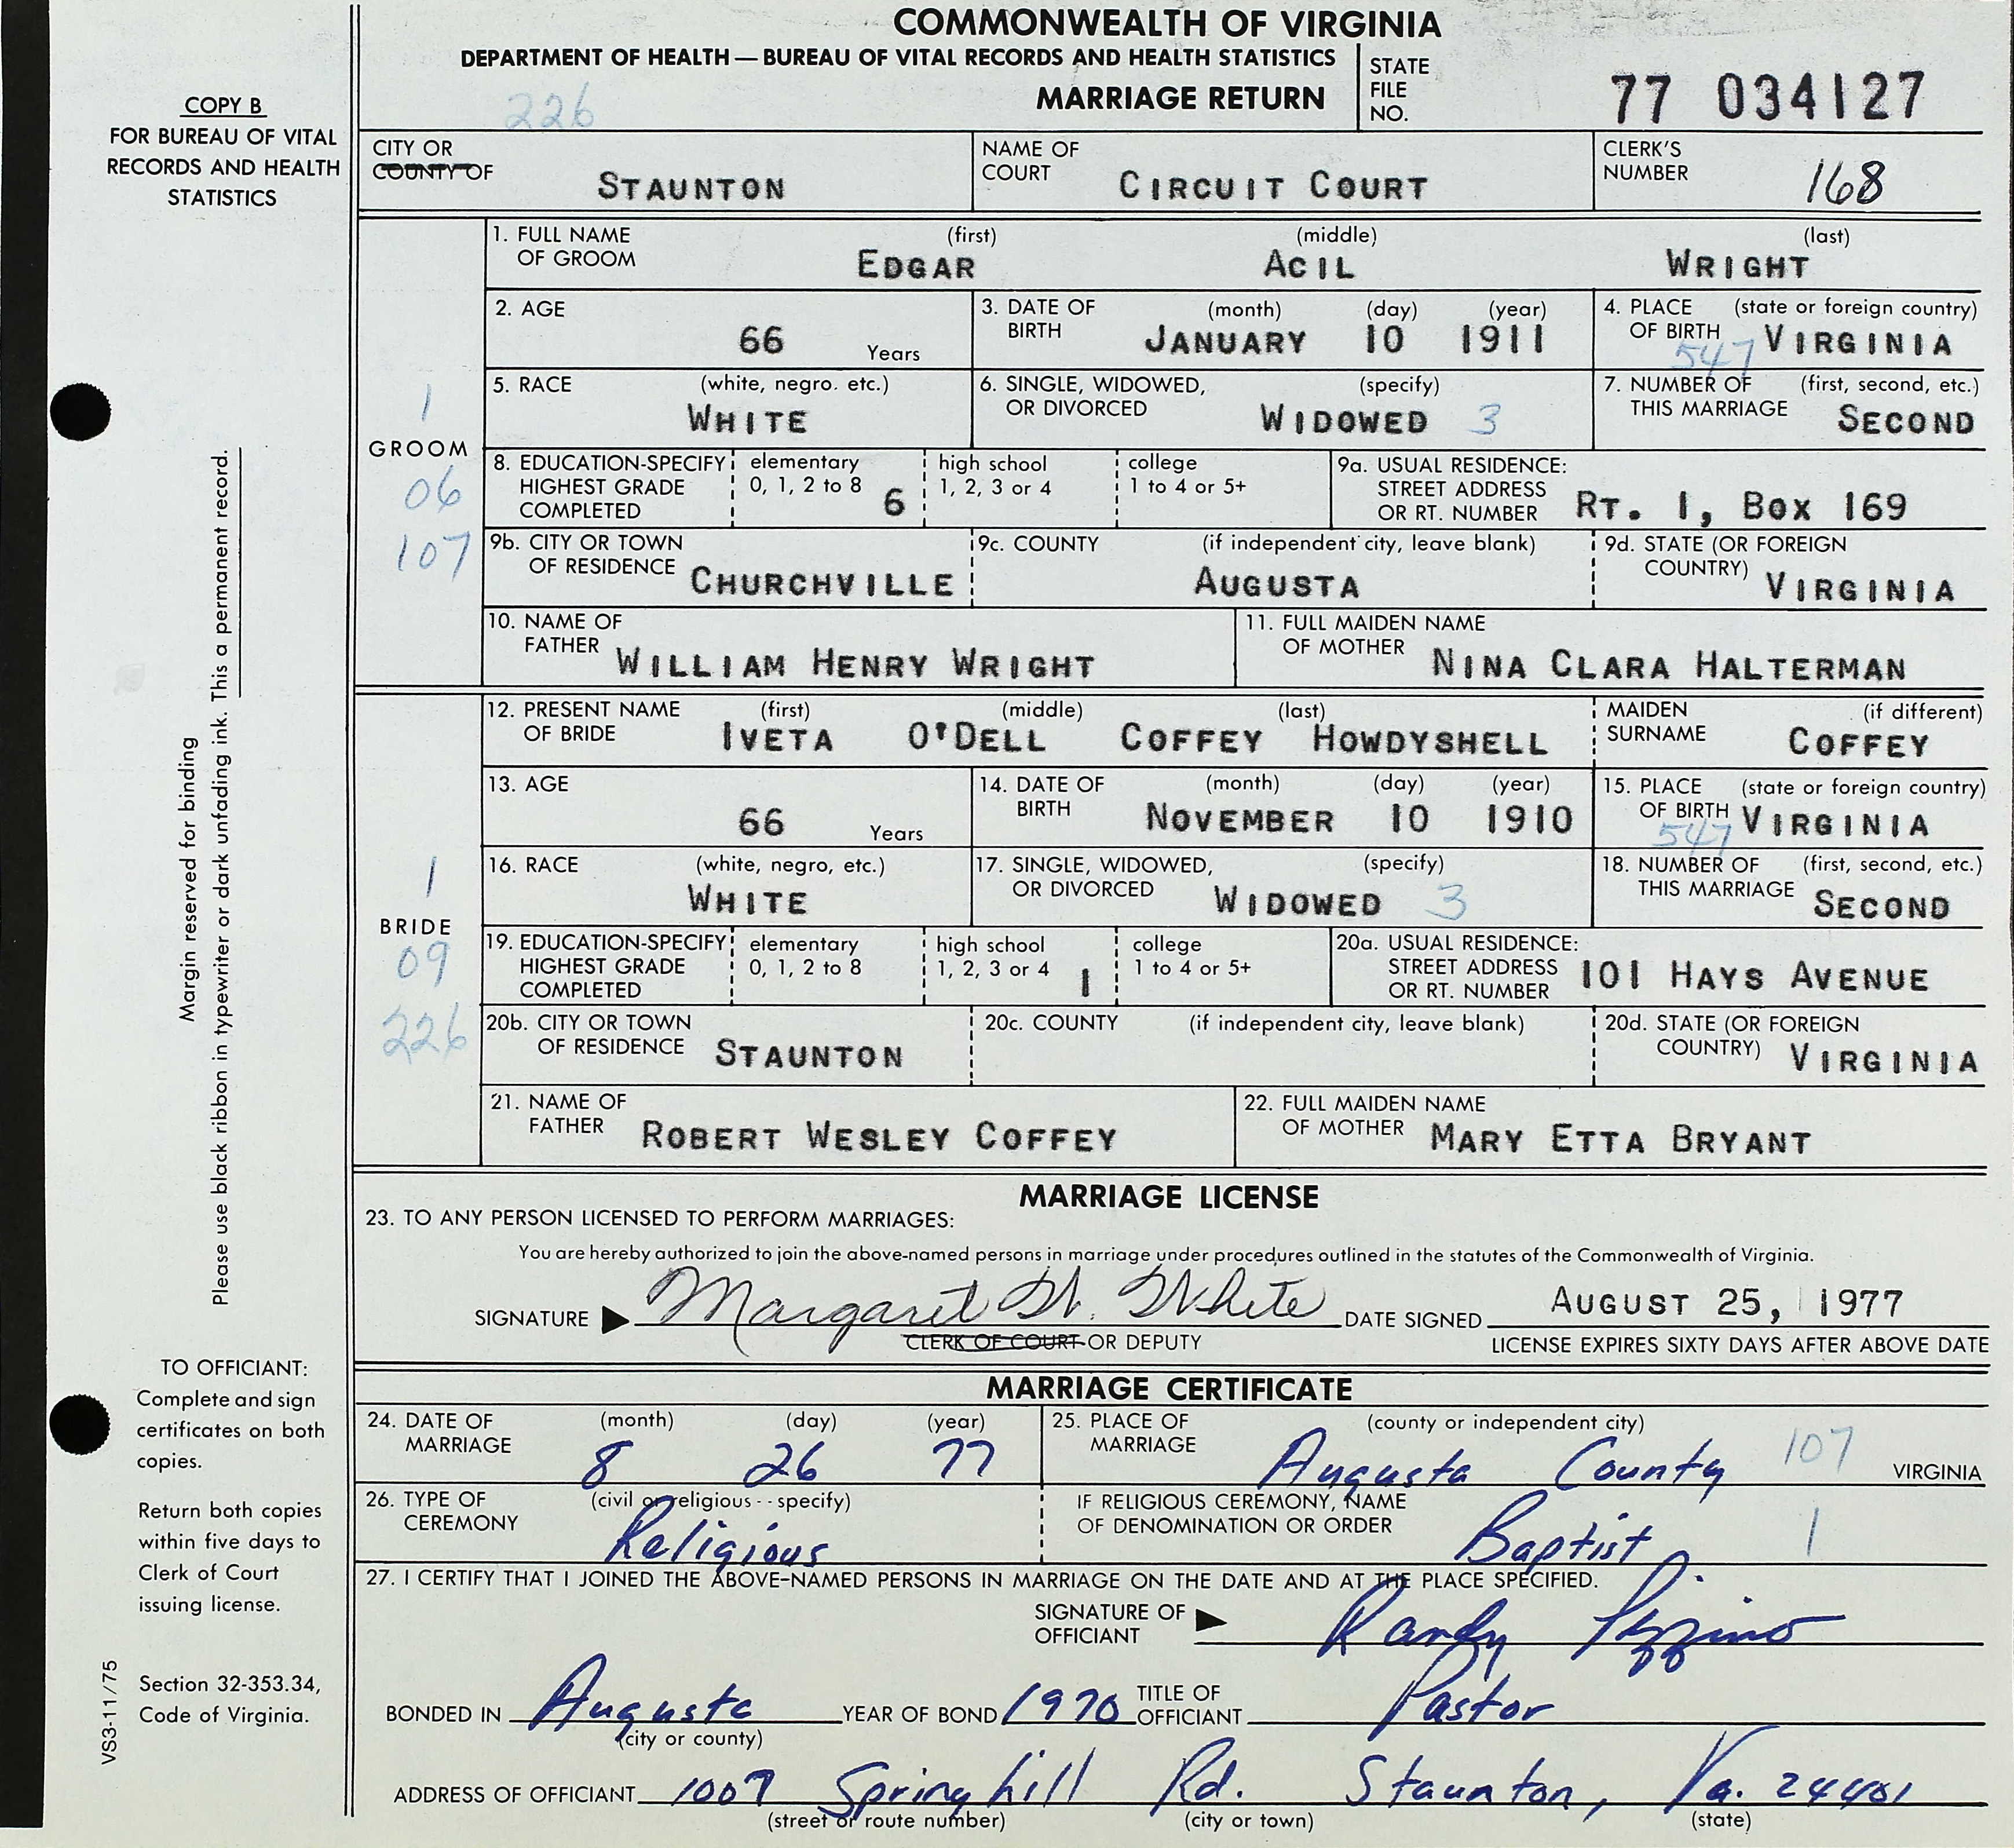 COMMONWEALTH OF VIRGINIA
DEPARTMENT OF HEALTH — BUREAU OF VITAL RECORDS AND HEALTH STATISTICS
226 MARRIAGE RETURN
STATE FILE NO. 77 034127
COPY B
FOR BUREAU OF VITAL
RECORDS AND HEALTH
STATISTICS
CITY OR COUNTY OF STAUNTON
NAME OF COURT CIRCUIT COURT
CLERK'S NUMBER 168
1. FULL NAME OF GROOM (first) EDGAR (middle) ACIL (last) WRIGHT
2. AGE 66 Years
3. DATE OF BIRTH (month) JANUARY (day) 10 (year) 1911
4. PLACE OF BIRTH (state or foreign country) 547 VIRGINIA
5. RACE (white, negro. etc.) WHITE
6. SINGLE, WIDOWED, OR DIVORCED (specify) WIDOWED 3
7. NUMBER OF THIS MARRIAGE (first, second, etc.) SECOND
1
GROOM
06
107
8. EDUCATION-SPECIFY HIGHEST GRADE COMPLETED elementary 0, 1, 2 to 8 6 high school 1, 2, 3 or 4 college 1 to 4 or 5+
9a. USUAL RESIDENCE: STREET ADDRESS OR RT. NUMBER RT. 1, BOX 169
9b. CITY OR TOWN OF RESIDENCE CHURCHVILLE
9c. COUNTY (if independent city, leave blank) AUGUSTA
9d. STATE (OR FOREIGN COUNTRY) VIRGINIA
10. NAME OF FATHER WILLIAM HENRY WRIGHT
11. FULL MAIDEN NAME OF MOTHER NINA CLARA HALTERMAN
12. PRESENT NAME OF BRIDE (first) IVETA (middle) O'DELL (last) COFFEY HOWDYSHELL
MAIDEN SURNAME (if different) COFFEY
13. AGE 66 Years
14. DATE OF BIRTH (month) NOVEMBER (day) 10 (year) 1910
15. PLACE OF BIRTH (state or foreign country) 547 VIRGINIA
16. RACE (white, negro, etc.) WHITE
17. SINGLE, WIDOWED, OR DIVORCED (specify) WIDOWED 3
18. NUMBER OF THIS MARRIAGE (first, second, etc.) SECOND
1
BRIDE
09
226
19. EDUCATION-SPECIFY HIGHEST GRADE COMPLETED elementary 0, 1, 2 to 8 high school 1, 2, 3 or 4 1 college 1 to 4 or 5+
20a. USUAL RESIDENCE: STREET ADDRESS OR RT. NUMBER 101 HAYS AVENUE
20b. CITY OR TOWN OF RESIDENCE STAUNTON
20c. COUNTY (if independent city, leave blank)
20d. STATE (OR FOREIGN COUNTRY) VIRGINIA
21. NAME OF FATHER ROBERT WESLEY COFFEY
22. FULL MAIDEN NAME OF MOTHER MARY ETTA BRYANT
Margin reserved for binding
Please use black ribbon in typewriter or dark unfading ink. This a permanent record.
MARRIAGE LICENSE
23. TO ANY PERSON LICENSED TO PERFORM MARRIAGES:
You are hereby authorized to join the above-named persons in marriage under procedures outlined in the statutes of the Commonwealth of Virginia.
SIGNATURE Margaret W. White DATE SIGNED AUGUST 25, 1977
CLERK OF COURT OR DEPUTY
LICENSE EXPIRES SIXTY DAYS AFTER ABOVE DATE
MARRIAGE CERTIFICATE
24. DATE OF MARRIAGE (month) 8 (day) 26 (year) 77
25. PLACE OF MARRIAGE (county or independent city) Augusta County 107 VIRGINIA
26. TYPE OF CEREMONY (civil or religious - - specify) Religious
IF RELIGIOUS CEREMONY, NAME OF DENOMINATION OR ORDER Baptist 1
27. I CERTIFY THAT I JOINED THE ABOVE-NAMED PERSONS IN MARRIAGE ON THE DATE AND AT THE PLACE SPECIFIED.
SIGNATURE OF OFFICIANT Randy Pizzino
BONDED IN Augusta (city or county) YEAR OF BOND 1970 TITLE OF OFFICIANT Pastor
ADDRESS OF OFFICIANT 1007 Springhill Rd. Staunton, Va. 24401
(street or route number) (city or town) (state)
TO OFFICIANT:
Complete and sign
certificates on both
copies.
Return both copies
within five days to
Clerk of Court
issuing license.
Section 32-353.34,
Code of Virginia.
VS3-11/75